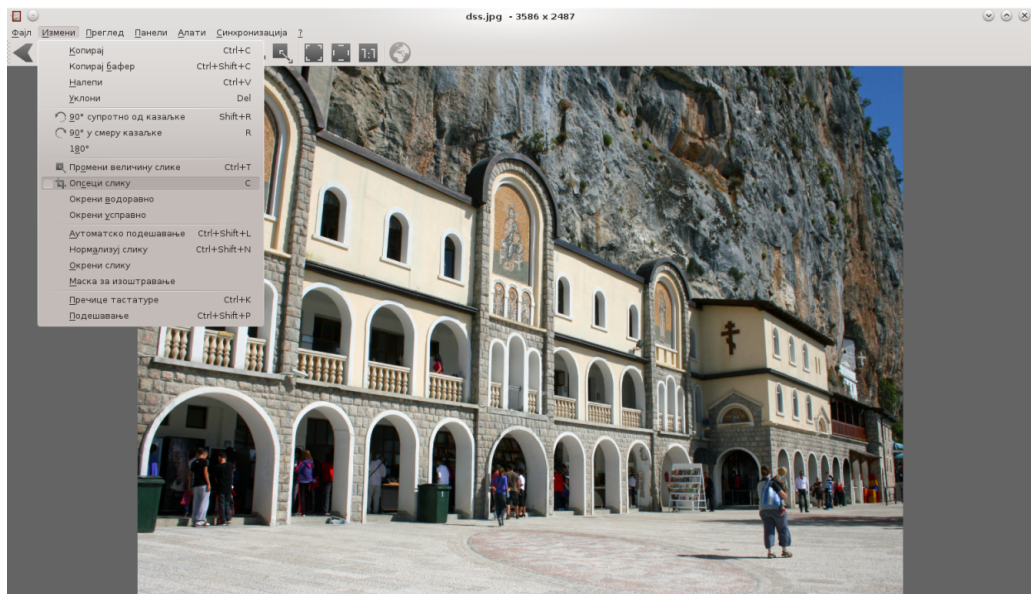 dss.jpg - 3586 x 2487
Фајл Измени Преглед Панели Алати Синхронизација ?
1:1
Копирај Ctrl+C
Копирај бафер Ctrl+Shift+C
Налепи Ctrl+V
Уклони Del
90° супротно од казаљке Shift+R
90° у смеру казаљке R
180°
Промени величину слике Ctrl+T
Опсеци слику C
Окрени водоравно
Окрени усправно
Аутоматско подешавање Ctrl+Shift+L
Нормализуј слику Ctrl+Shift+N
Окрени слику
Маска за изоштравање
Пречице тастатуре Ctrl+K
Подешавање Ctrl+Shift+P